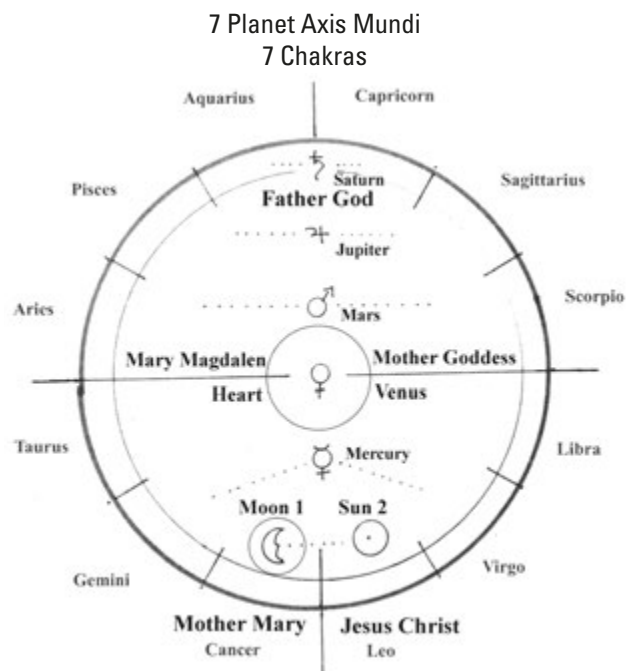 7 Planet Axis Mundi
7 Chakras
Aquarius
Capricorn
Pisces
Sagittarius
Saturn
Father God
Jupiter
Aries
Scorpio
Mars
Mary Magdalen
Mother Goddess
Heart
Venus
Taurus
Libra
Mercury
Moon 1
Sun 2
Gemini
Virgo
Mother Mary
Jesus Christ
Cancer
Leo